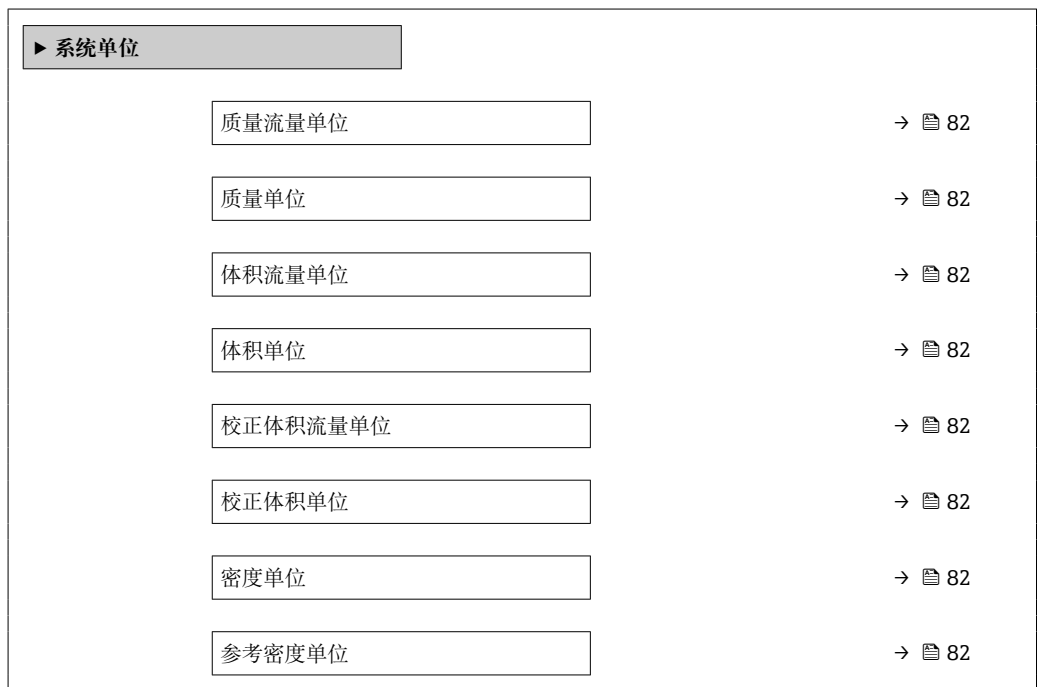 ▶ 系统单位
质量流量单位 → 🖹 82
质量单位 → 🖹 82
体积流量单位 → 🖹 82
体积单位 → 🖹 82
校正体积流量单位 → 🖹 82
校正体积单位 → 🖹 82
密度单位 → 🖹 82
参考密度单位 → 🖹 82